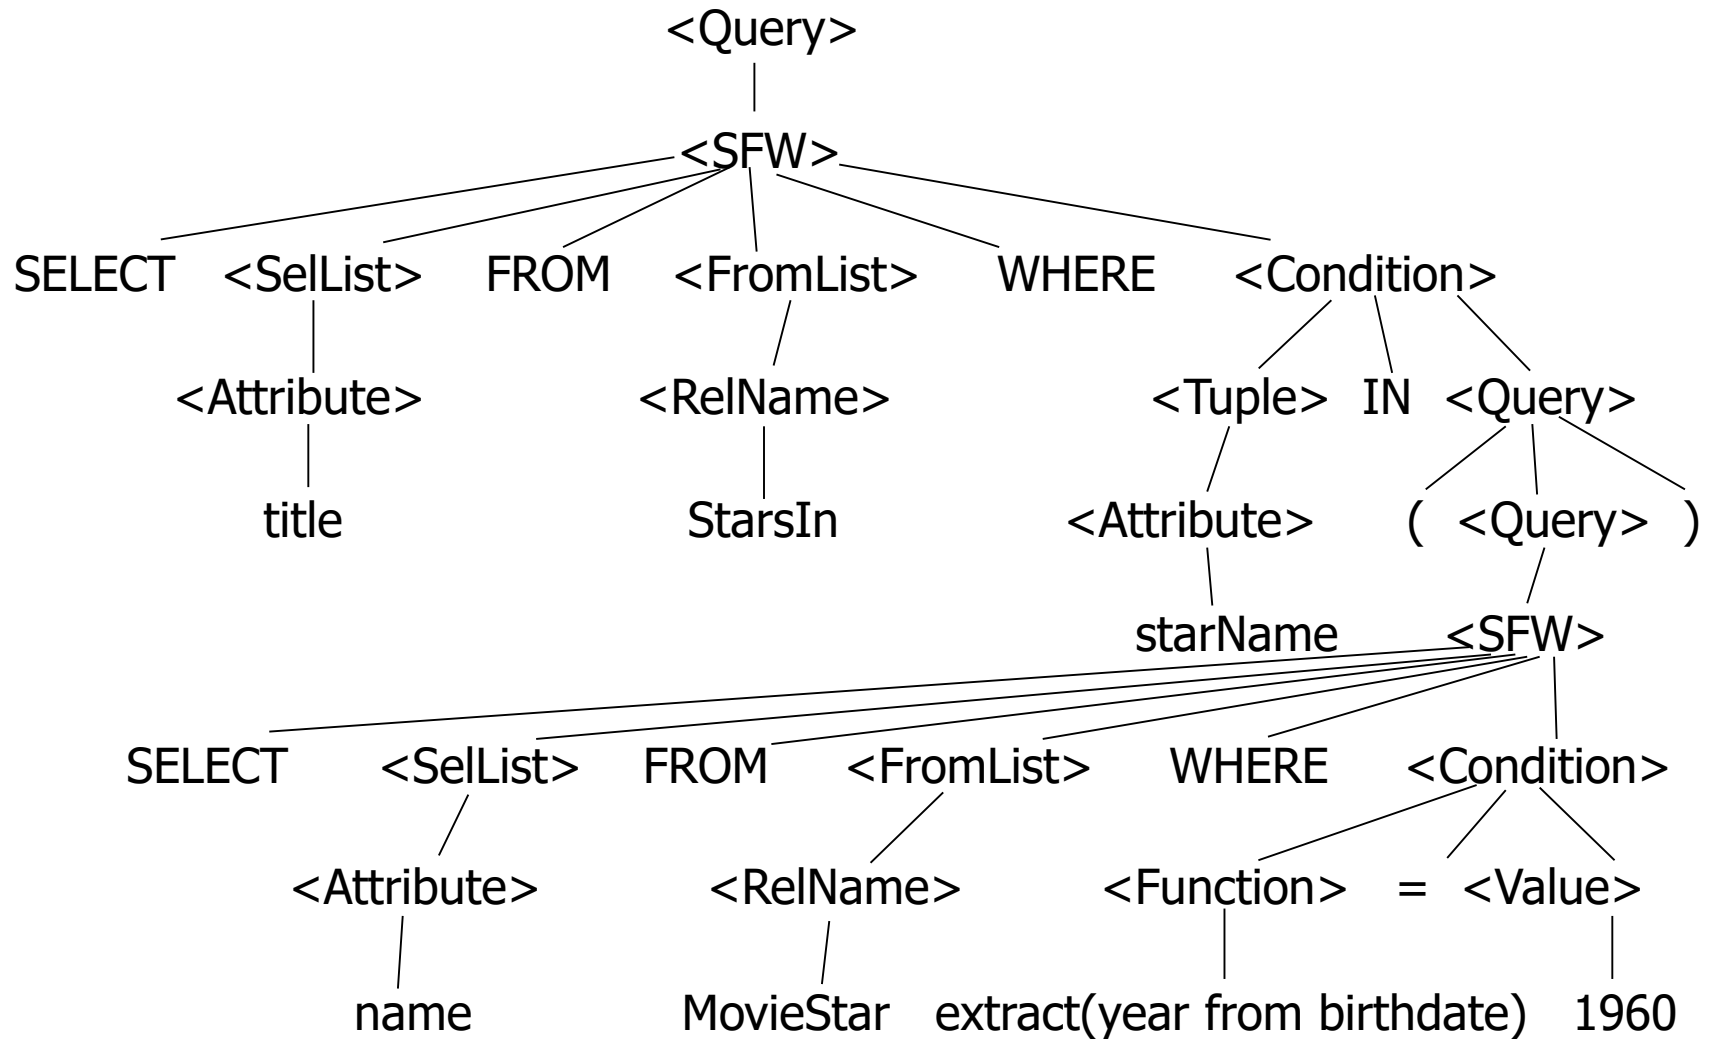 <Query>
<SFW>
SELECT <SelList> FROM <FromList> WHERE <Condition>
<Attribute> <RelName> <Tuple> IN <Query>
title StarsIn <Attribute> ( <Query> )
starName <SFW>
SELECT <SelList> FROM <FromList> WHERE <Condition>
<Attribute> <RelName> <Function> = <Value>
name MovieStar extract(year from birthdate) 1960